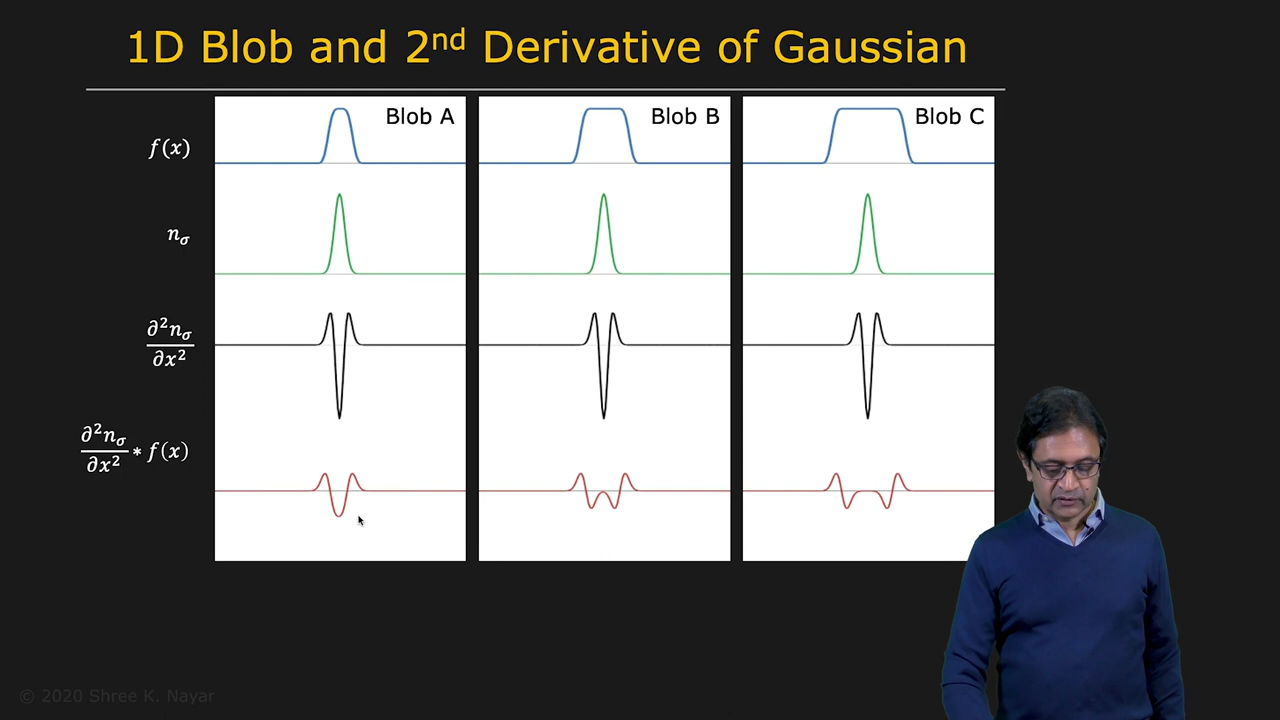 1D Blob and 2nd Derivative of Gaussian
Blob A
Blob B
Blob C
f(x)
nσ
∂²nσ
∂x²
∂²nσ
∂x² * f(x)
© 2020 Shree K. Nayar